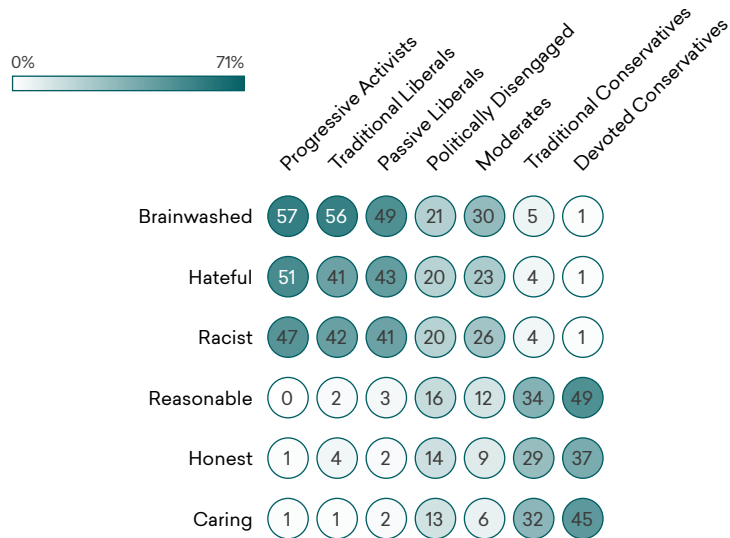 0% 71%
Progressive Activists
Traditional Liberals
Passive Liberals
Politically Disengaged
Moderates
Traditional Conservatives
Devoted Conservatives
Brainwashed 57 56 49 21 30 5 1
Hateful 51 41 43 20 23 4 1
Racist 47 42 41 20 26 4 1
Reasonable 0 2 3 16 12 34 49
Honest 1 4 2 14 9 29 37
Caring 1 1 2 13 6 32 45